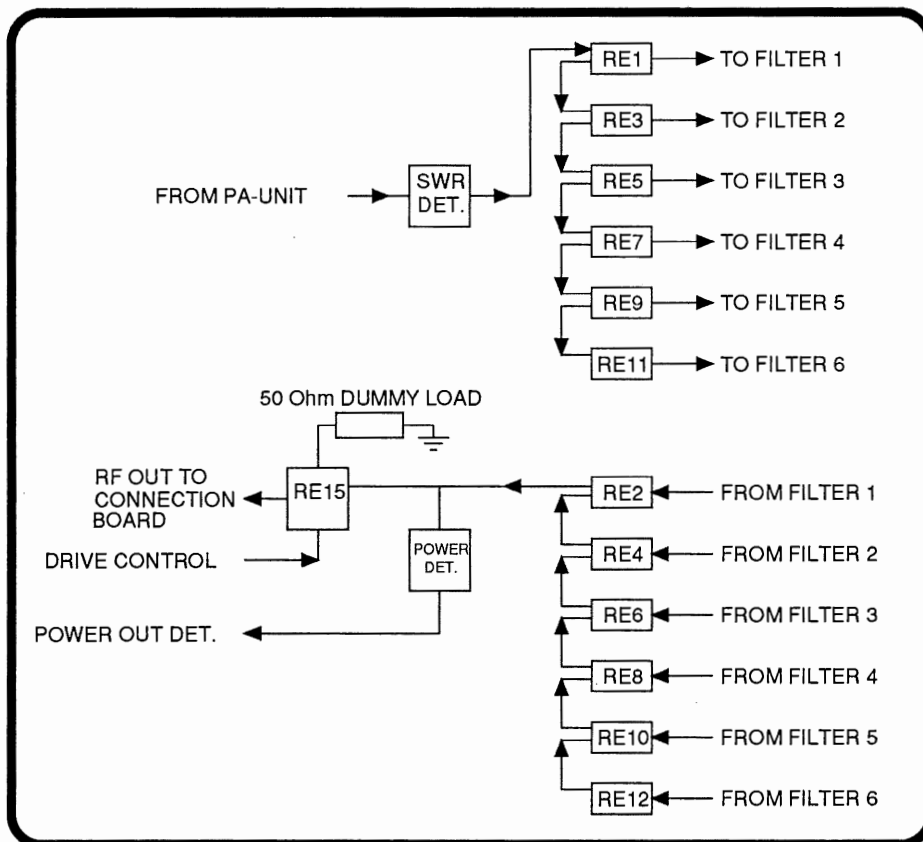 RE1 TO FILTER 1
RE3 TO FILTER 2
RE5 TO FILTER 3
FROM PA-UNIT
SWR
DET.
RE7 TO FILTER 4
RE9 TO FILTER 5
RE11 TO FILTER 6
50 Ohm DUMMY LOAD
RF OUT TO
CONNECTION
BOARD
RE15
RE2 FROM FILTER 1
DRIVE CONTROL
POWER
DET.
RE4 FROM FILTER 2
POWER OUT DET.
RE6 FROM FILTER 3
RE8 FROM FILTER 4
RE10 FROM FILTER 5
RE12 FROM FILTER 6